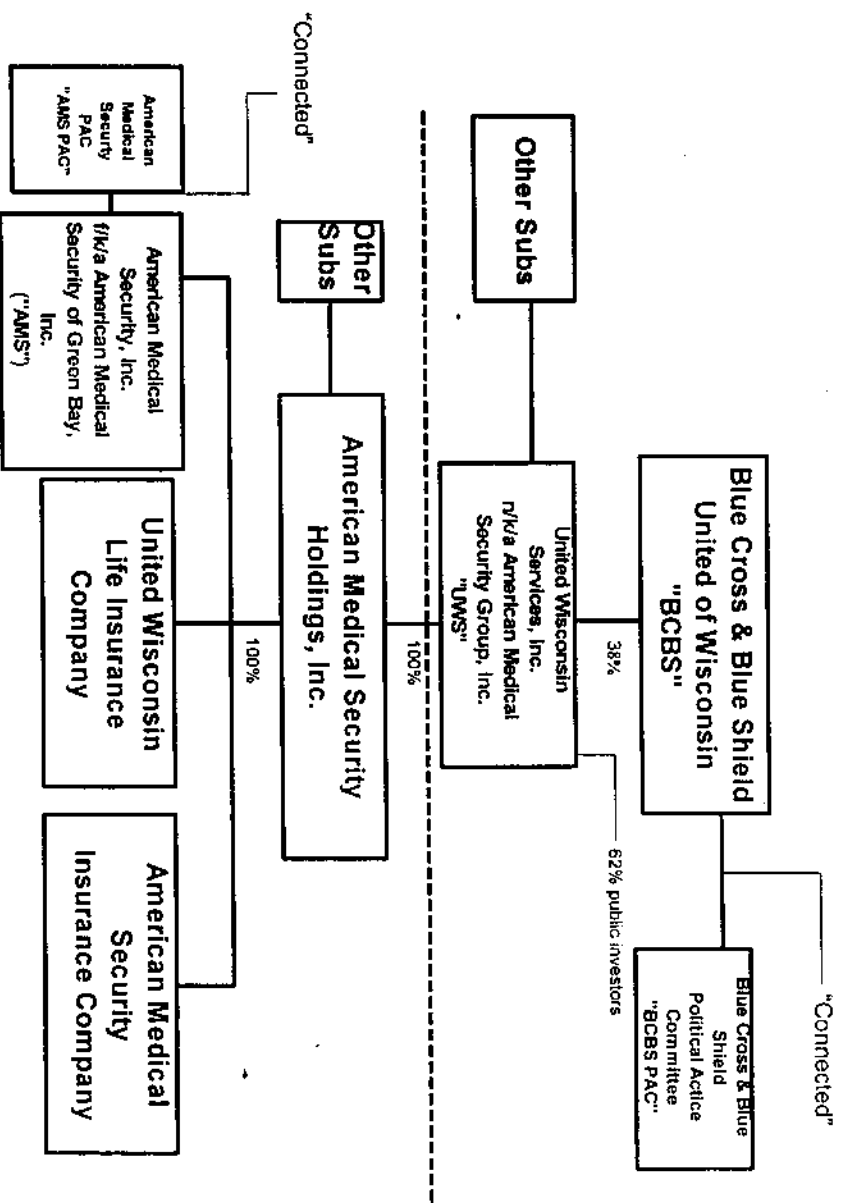 "Connected"
Blue Cross & Blue Shield
United of Wisconsin
"BCBS"
Blue Cross & Blue
Shield
Political Actice
Committee
"BCBS PAC"
38%
62% public investors
Other Subs
United Wisconsin
Services, Inc.
n/k/a American Medical
Security Group, Inc.
"UWS"
100%
"Connected"
Other
Subs
American Medical Security
Holdings, Inc.
100%
American
Medical
Securty
PAC
"AMS PAC"
American Medical
Security, Inc.
f/k/a American Medical
Security of Green Bay,
Inc.
("AMS")
United Wisconsin
Life Insurance
Company
American Medical
Security
Insurance Company